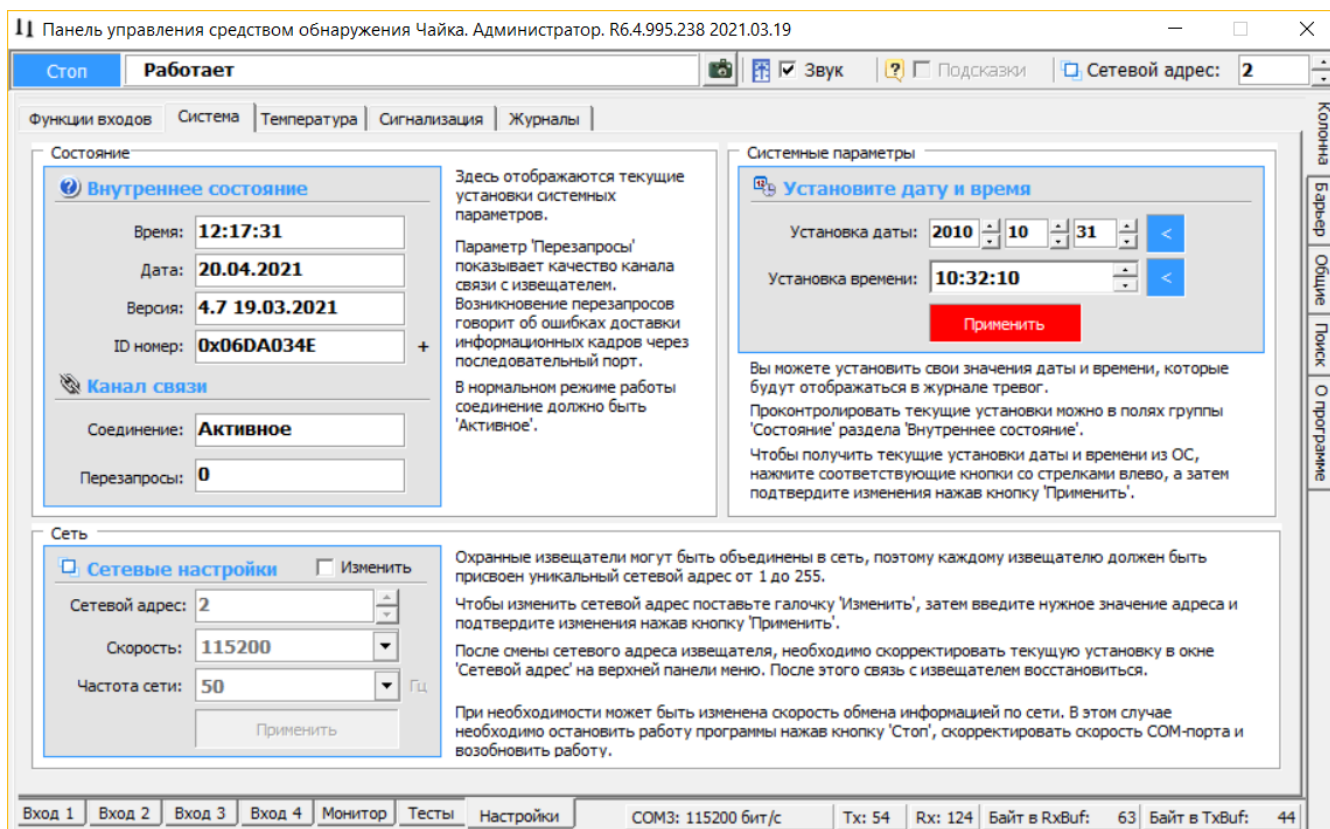 Панель управления средством обнаружения Чайка. Администратор. R6.4.995.238 2021.03.19
Стоп Работает Звук Подсказки Сетевой адрес: 2
Функции входов Система Температура Сигнализация Журналы
Колонна
Барьер
Общие
Поиск
О программе
Состояние
Внутреннее состояние
Время: 12:17:31
Дата: 20.04.2021
Версия: 4.7 19.03.2021
ID номер: 0x06DA034E +
Канал связи
Соединение: Активное
Перезапросы: 0
Здесь отображаются текущие
установки системных
параметров.
Параметр 'Перезапросы'
показывает качество канала
связи с извещателем.
Возникновение перезапросов
говорит об ошибках доставки
информационных кадров через
последовательный порт.
В нормальном режиме работы
соединение должно быть
'Активное'.
Системные параметры
Установите дату и время
Установка даты: 2010 10 31 <
Установка времени: 10:32:10 <
Применить
Вы можете установить свои значения даты и времени, которые
будут отображаться в журнале тревог.
Проконтролировать текущие установки можно в полях группы
'Состояние' раздела 'Внутреннее состояние'.
Чтобы получить текущие установки даты и времени из ОС,
нажмите соответствующие кнопки со стрелками влево, а затем
подтвердите изменения нажав кнопку 'Применить'.
Сеть
Сетевые настройки Изменить
Сетевой адрес: 2
Скорость: 115200
Частота сети: 50 Гц
Применить
Охранные извещатели могут быть объединены в сеть, поэтому каждому извещателю должен быть
присвоен уникальный сетевой адрес от 1 до 255.
Чтобы изменить сетевой адрес поставьте галочку 'Изменить', затем введите нужное значение адреса и
подтвердите изменения нажав кнопку 'Применить'.
После смены сетевого адреса извещателя, необходимо скорректировать текущую установку в окне
'Сетевой адрес' на верхней панели меню. После этого связь с извещателем восстановиться.
При необходимости может быть изменена скорость обмена информацией по сети. В этом случае
необходимо остановить работу программы нажав кнопку 'Стоп', скорректировать скорость COM-порта и
возобновить работу.
Вход 1 Вход 2 Вход 3 Вход 4 Монитор Тесты Настройки COM3: 115200 бит/с Tx: 54 Rx: 124 Байт в RxBuf: 63 Байт в TxBuf: 44